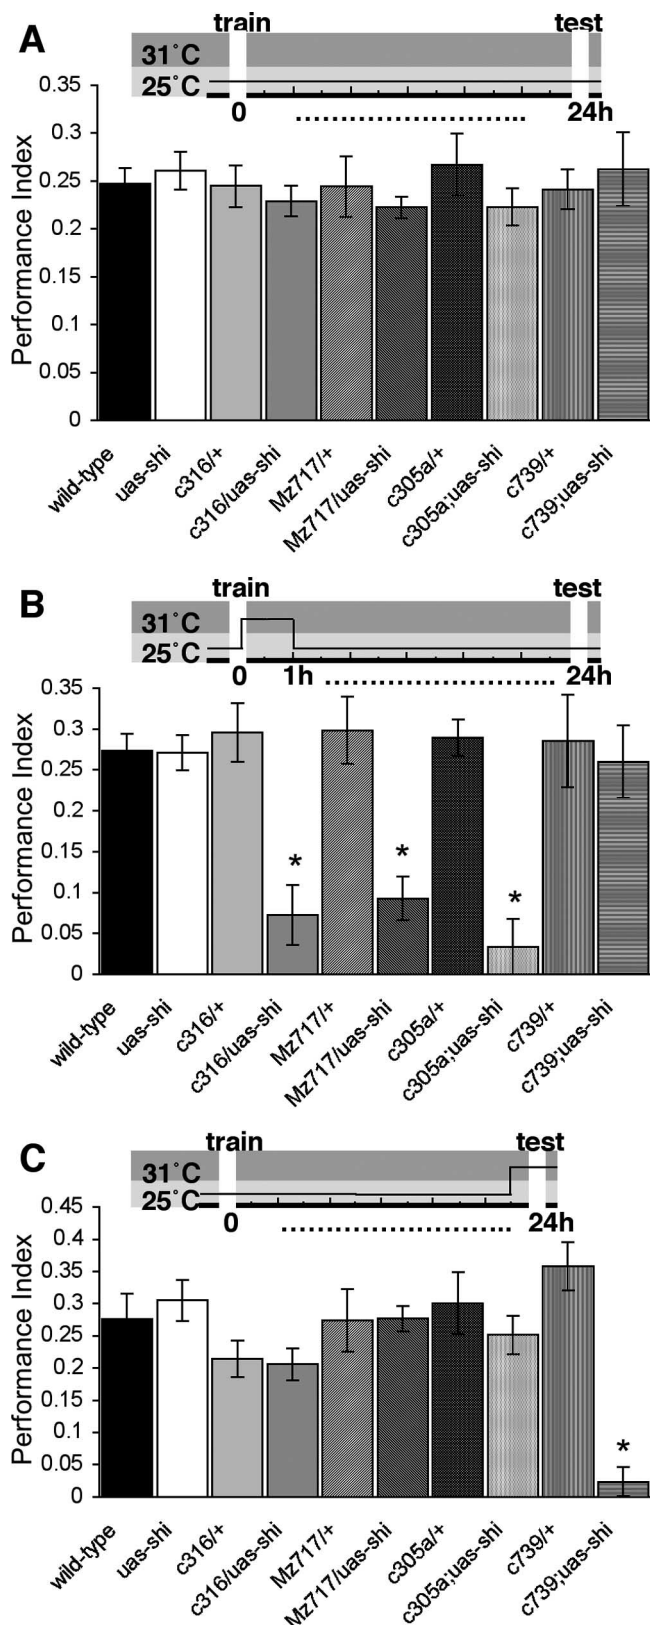 A
train test
31°C
25°C
0 24h
Performance Index
0.35
0.3
0.25
0.2
0.15
0.1
0.05
0
wild-type
uas-shi
c316/+
c316/uas-shi
Mz717/+
Mz717/uas-shi
c305a/+
c305a;uas-shi
c739/+
c739;uas-shi
B
train test
31°C
25°C
0 1h 24h
Performance Index
0.35
0.3
0.25
0.2
0.15
0.1
0.05
0
* * *
wild-type
uas-shi
c316/+
c316/uas-shi
Mz717/+
Mz717/uas-shi
c305a/+
c305a;uas-shi
c739/+
c739;uas-shi
C
train test
31°C
25°C
0 24h
Performance Index
0.45
0.4
0.35
0.3
0.25
0.2
0.15
0.1
0.05
0
*
wild-type
uas-shi
c316/+
c316/uas-shi
Mz717/+
Mz717/uas-shi
c305a/+
c305a;uas-shi
c739/+
c739;uas-shi